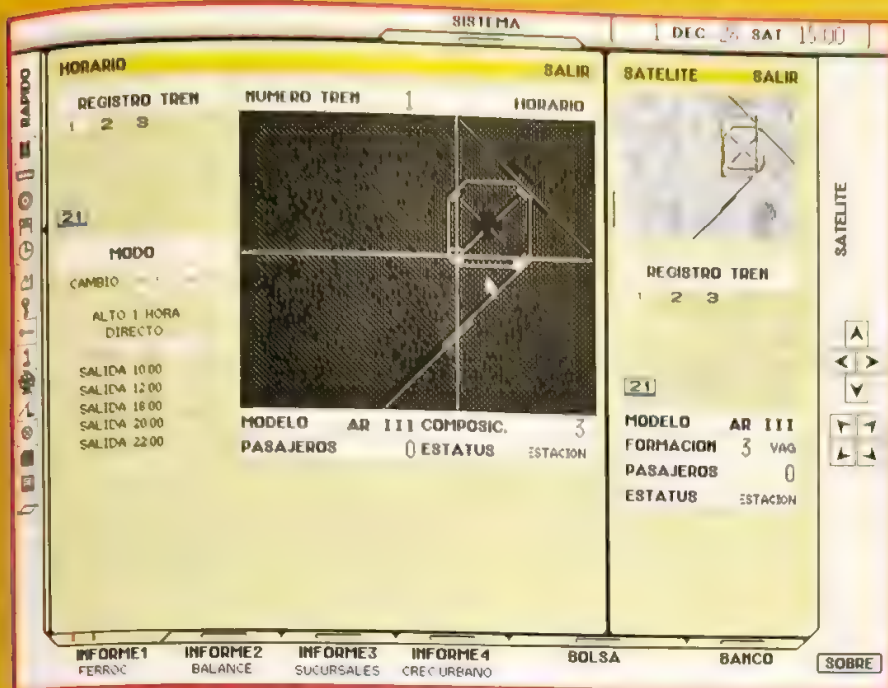 SISTEMA
1 DEC SAT 15:00
HORARIO SALIR
REGISTRO TREN
1 2 3
NUMERO TREN 1 HORARIO
21
MODO
CAMBIO
ALTO 1 HORA
DIRECTO
SALIDA 10:00
SALIDA 12:00
SALIDA 18:00
SALIDA 20:00
SALIDA 22:00
MODELO AR III COMPOSIC. 3
PASAJEROS 0 ESTATUS ESTACION
SATELITE SALIR
REGISTRO TREN
1 2 3
21
MODELO AR III
FORMACION 3 VAG
PASAJEROS 0
ESTATUS ESTACION
RAPIDO
SATELITE
INFORME1
FERROC
INFORME2
BALANCE
INFORME3
SUCURSALES
INFORME4
CREC URBANO
BOLSA
BANCO
SOBRE